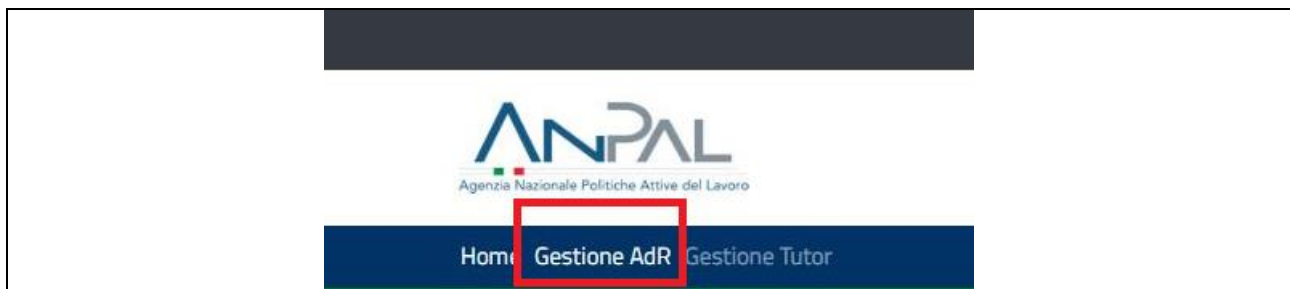 ANPAL
Agenzia Nazionale Politiche Attive del Lavoro
Home Gestione AdR Gestione Tutor